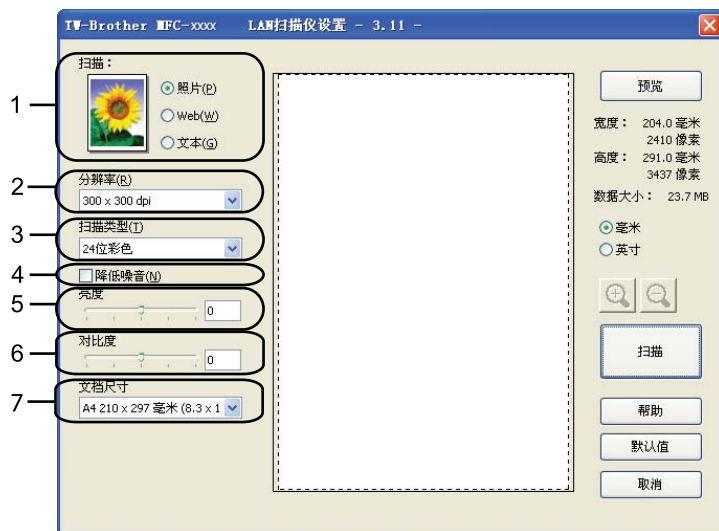 TW-Brother MFC-xxxx LAN扫描仪设置 - 3.11 -
扫描：
1
照片(P)
Web(W)
文本(G)
2
分辨率(R)
300 x 300 dpi
3
扫描类型(T)
24位彩色
4
降低噪音(N)
5
亮度
0
6
对比度
0
7
文档尺寸
A4 210 x 297 毫米 (8.3 x 1
预览
宽度： 204.0 毫米
2410 像素
高度： 291.0 毫米
3437 像素
数据大小： 23.7 MB
毫米
英寸
扫描
帮助
默认值
取消